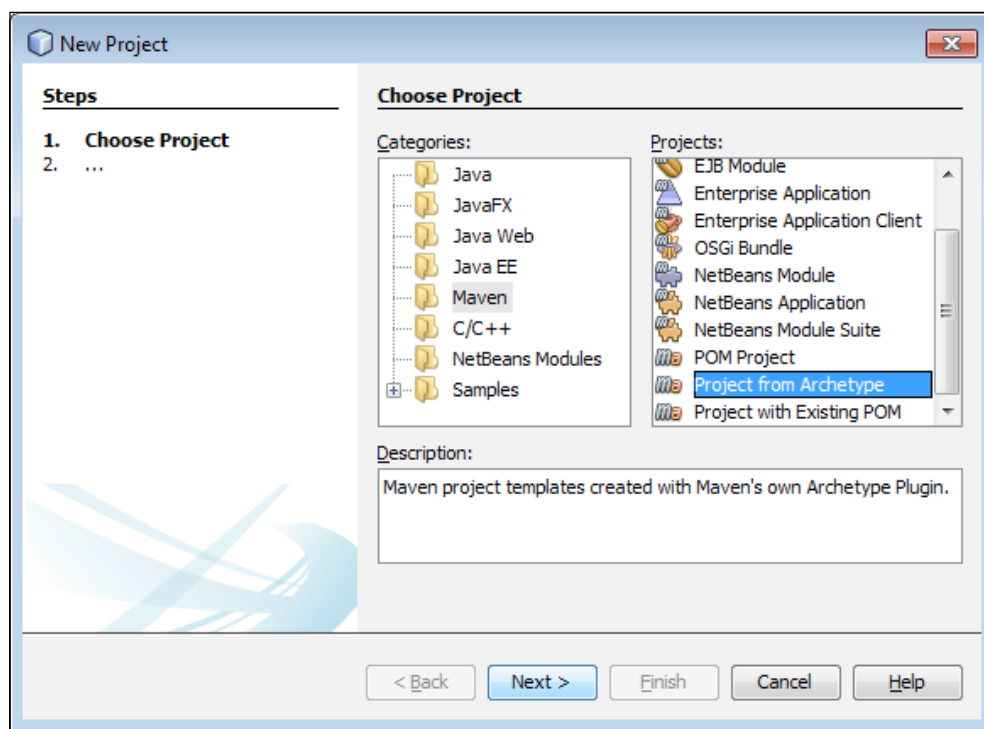 New Project
Steps
1. Choose Project
2. ...
Choose Project
Categories:
Java
JavaFX
Java Web
Java EE
Maven
C/C++
NetBeans Modules
Samples
Projects:
EJB Module
Enterprise Application
Enterprise Application Client
OSGi Bundle
NetBeans Module
NetBeans Application
NetBeans Module Suite
POM Project
Project from Archetype
Project with Existing POM
Description:
Maven project templates created with Maven's own Archetype Plugin.
< Back Next > Finish Cancel Help